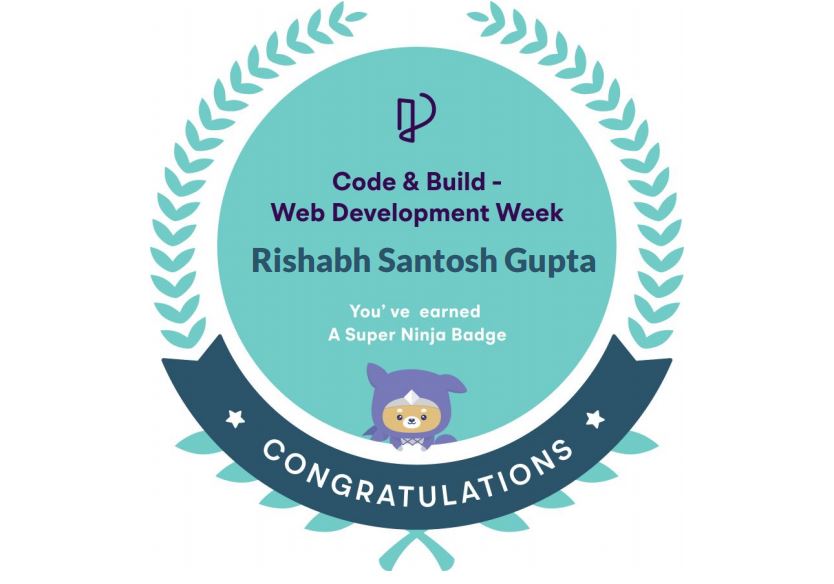 Code & Build -
Web Development Week
Rishabh Santosh Gupta
You' ve earned
A Super Ninja Badge
CONGRATULATIONS